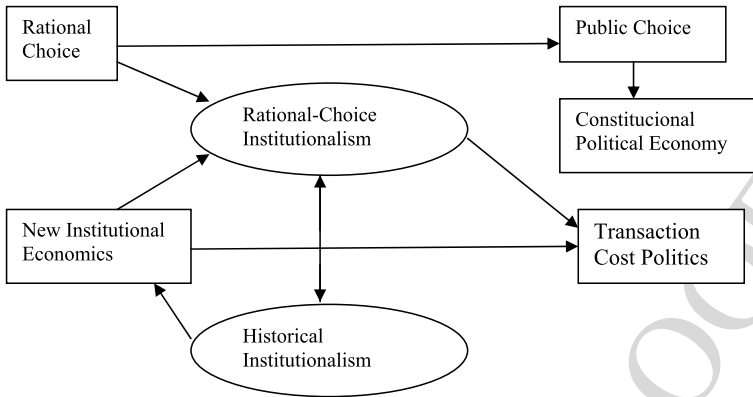 Rational
Choice
Public Choice
Rational-Choice
Institutionalism
Constitucional
Political Economy
New Institutional
Economics
Transaction
Cost Politics
Historical
Institutionalism